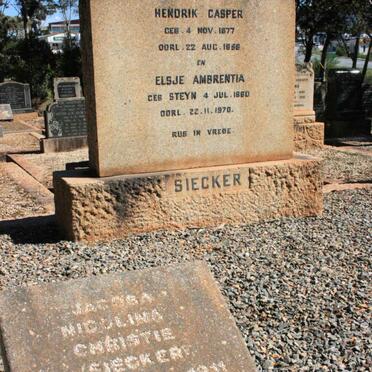 HENDRIK CASPER
GEB. 4 NOV. 1877
OORL. 22 AUG. 1956
EN
ELSJE AMBRENTIA
GEB STEYN 4 JUL. 1880
OORL. 22.11.1970.
RUS IN VREDE.
SIECKER
JACOBA
NICOLINA
CHRISTIE
(SIECKER)